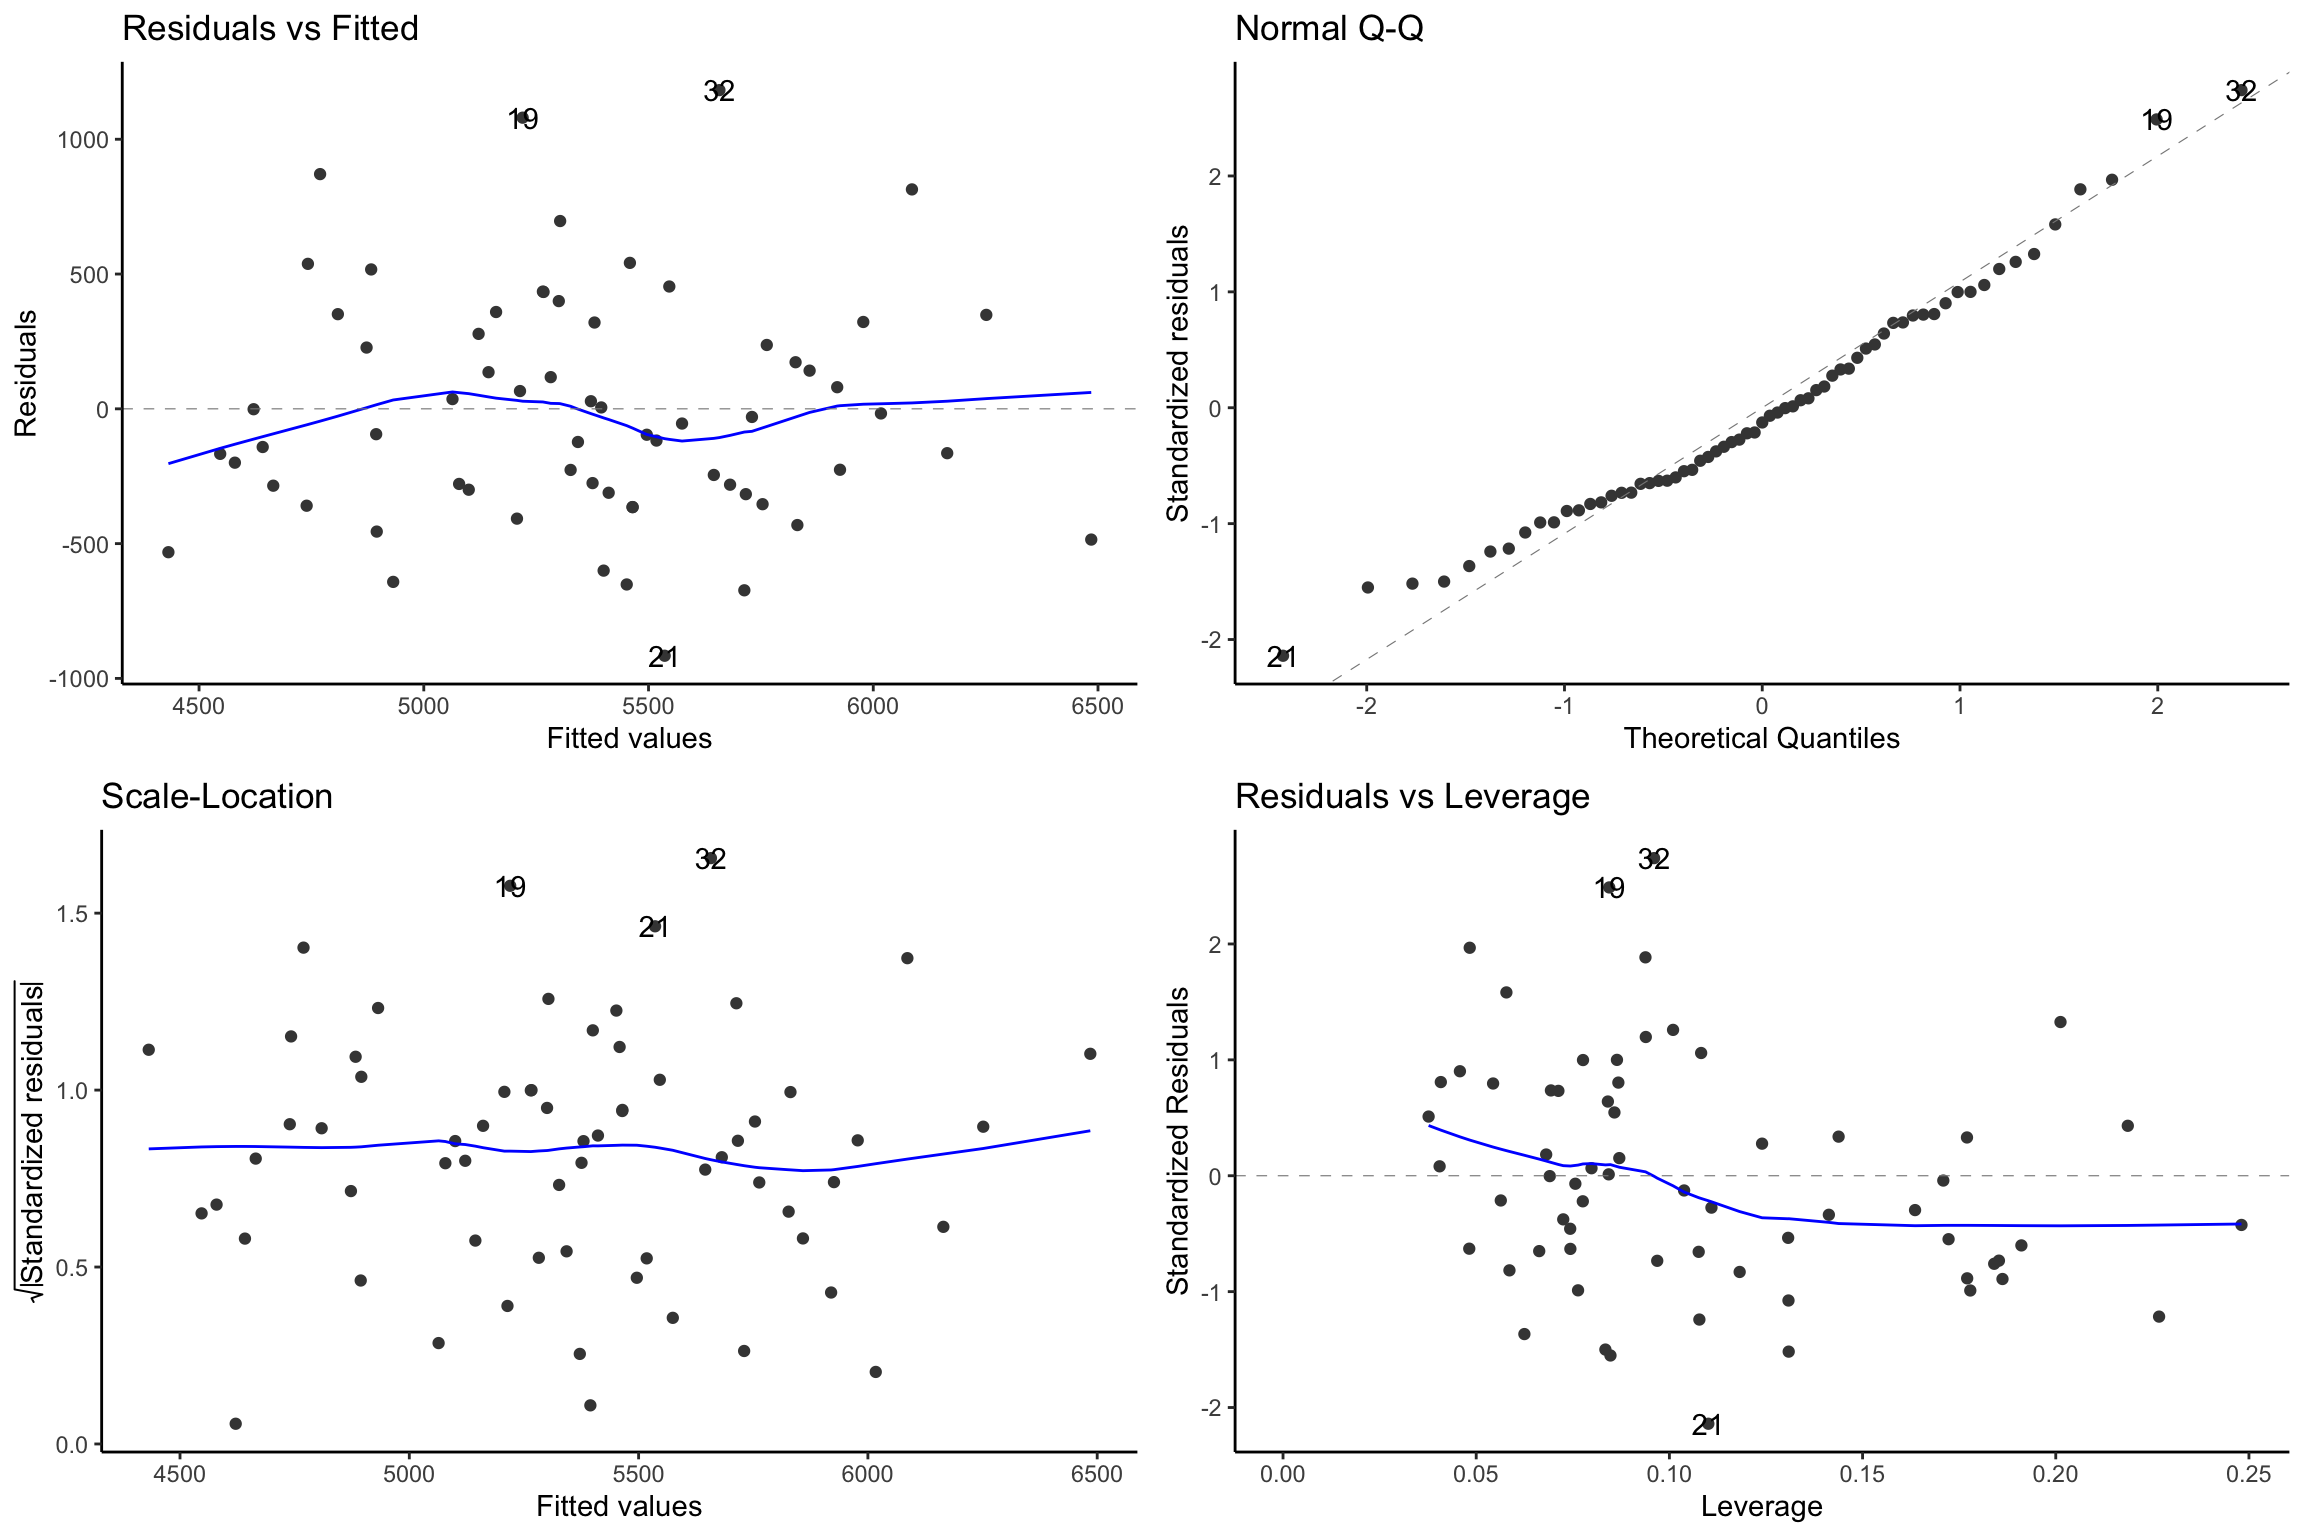 Residuals vs Fitted
32
19
21
1000
500
0
-500
-1000
Residuals
4500 5000 5500 6000 6500
Fitted values
Normal Q-Q
32
19
21
2
1
0
-1
-2
Standardized residuals
-2 -1 0 1 2
Theoretical Quantiles
Scale-Location
32
19
21
1.5
1.0
0.5
0.0
√|Standardized residuals|
4500 5000 5500 6000 6500
Fitted values
Residuals vs Leverage
32
19
21
2
1
0
-1
-2
Standardized Residuals
0.00 0.05 0.10 0.15 0.20 0.25
Leverage